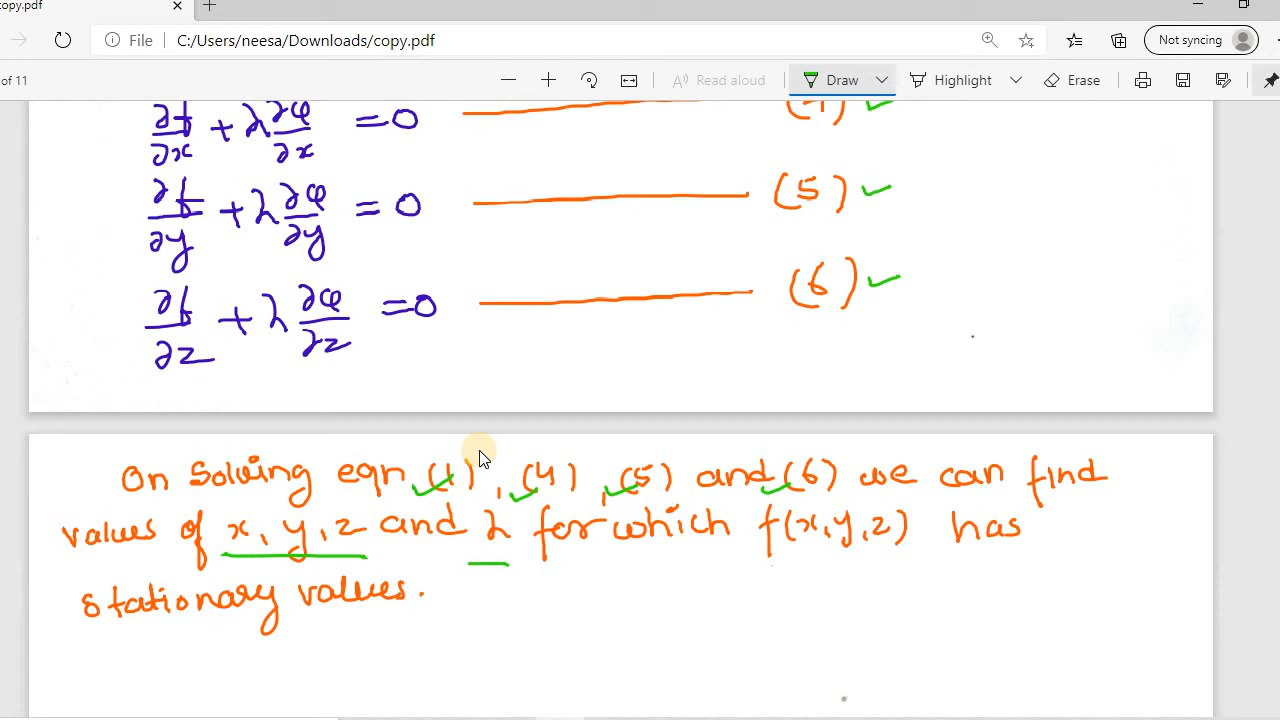 copy.pdf
File C:/Users/neesa/Downloads/copy.pdf Not syncing
of 11 Read aloud Draw Highlight Erase
∂f/∂x + λ ∂φ/∂x = 0 (4)
∂f/∂y + λ ∂φ/∂y = 0 (5)
∂f/∂z + λ ∂φ/∂z = 0 (6)
On Solving eqn (1), (4), (5) and (6) we can find
values of x, y, z and λ for which f(x, y, z) has
stationary values.